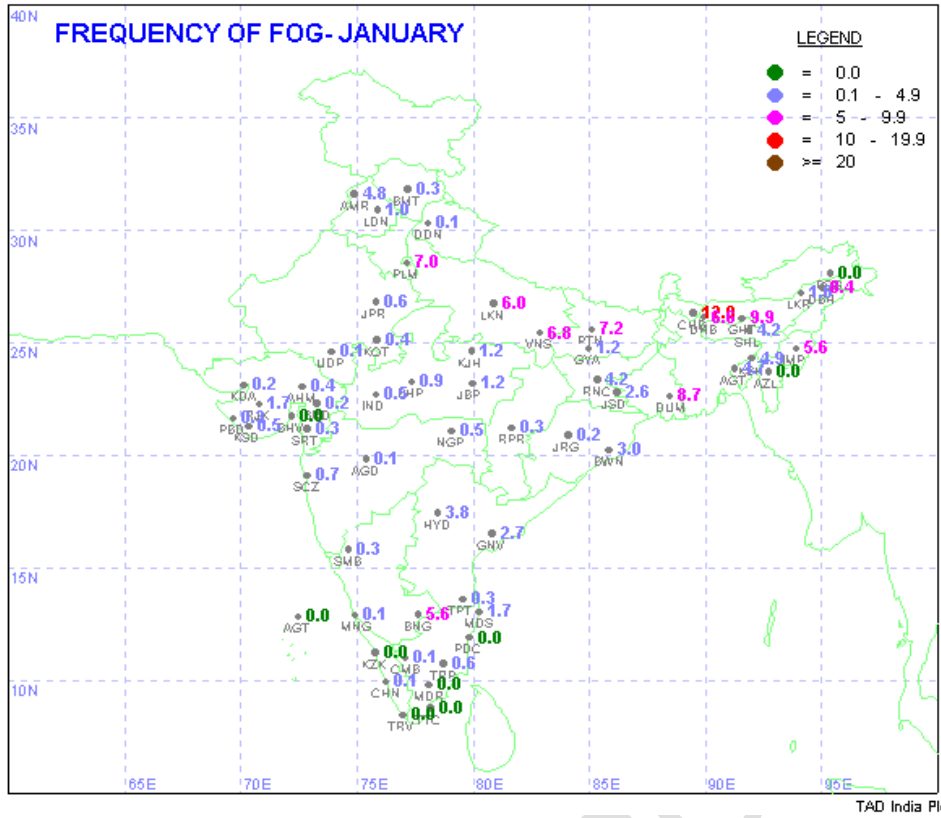 40N
FREQUENCY OF FOG- JANUARY
LEGEND
= 0.0
= 0.1 - 4.9
= 5 - 9.9
= 10 - 19.9
>= 20
35N
4.8
AMR
0.3
BMT
1.0
LDN
0.1
DDN
30N
7.0
PLM
0.0
8.4
LKR
0.6
JPR
6.0
LKN
12.0
9.9
6.8
VNS
7.2
PTN
4.2
SHL
25N
0.4
KOT
0.1
UDP
1.2
KJH
1.2
GYA
5.6
4.9
AGT
0.0
AZL
0.2
KDA
0.4
AHM
0.9
1.2
JBP
4.2
RNC
2.6
JSD
8.7
DUM
1.7
0.2
IND
PBD
0.5
KSD
0.0
0.3
SRT
0.5
NGP
0.3
RPR
0.2
JRG
3.0
BWN
20N
0.1
AGD
0.7
SCZ
3.8
HYD
2.7
GNV
0.3
SMB
15N
0.3
TPT
1.7
MDS
0.0
AGT
0.1
MNG
5.6
BNG
0.0
PDC
0.0
KZK
0.1
CMB
0.6
TRP
10N
0.1
CHN
0.0
MDR
0.0
0.0
TRV
65E 70E 75E 80E 85E 90E 95E
TAD India